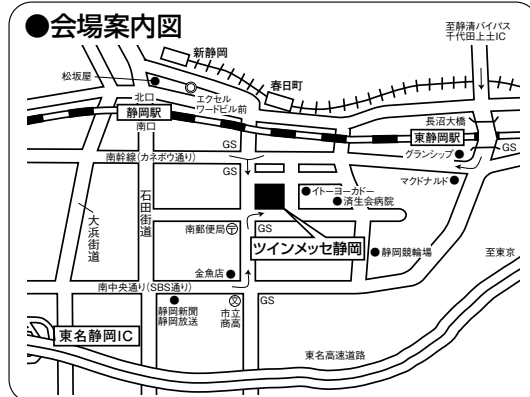 ●会場案内図
至静清バイパス
千代田上土IC
新静岡
松坂屋
春日町
北口
エクセル
ワードビル前
静岡駅
南口
長沼大橋
東静岡駅
GS
グランシップ
GS
南幹線(カネボウ通り)
GS
マクドナルド
イトーヨーカドー
済生会病院
石田街道
大浜街道
南郵便局
GS
ツインメッセ静岡
静岡競輪場
至東京
金魚店
南中央通り(SBS通り)
静岡新聞
静岡放送
文
市立
商高
GS
東名静岡IC
東名高速道路